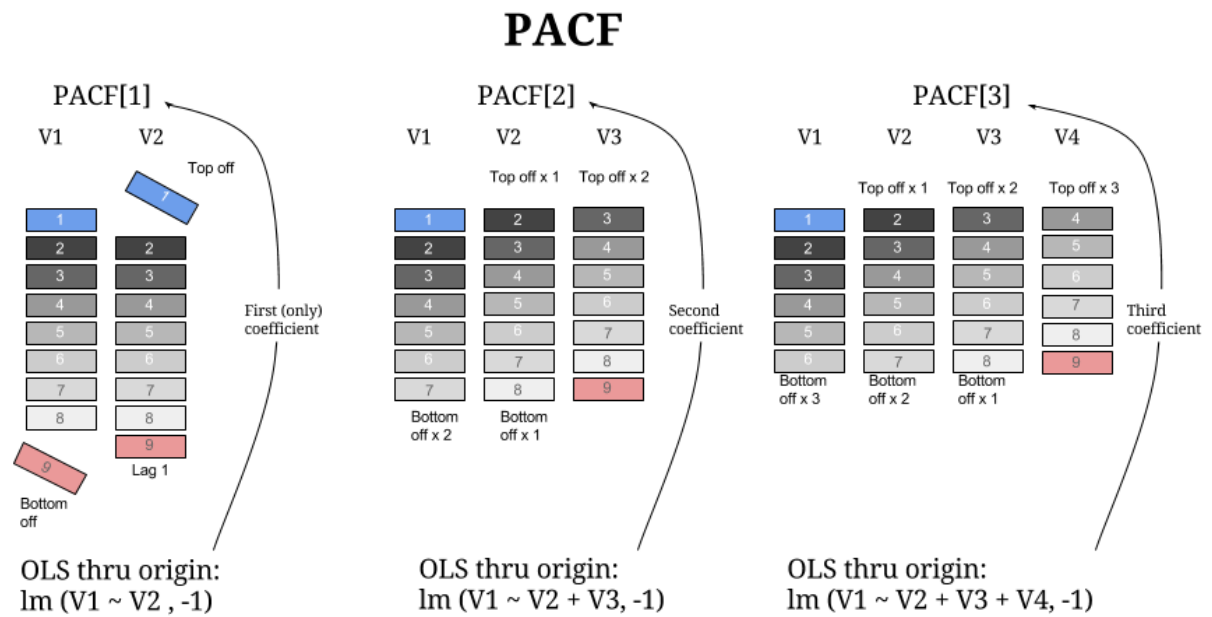 PACF
PACF[1]
V1 V2
Top off
1
1
2 2
3 3
4 4
5 5
6 6
7 7
8 8
9
9
Lag 1
Bottom
off
First (only)
coefficient
OLS thru origin:
lm (V1 ~ V2 , -1)
PACF[2]
V1 V2 V3
Top off x 1 Top off x 2
1 2 3
2 3 4
3 4 5
4 5 6
5 6 7
6 7 8
7 8 9
Bottom
off x 2
Bottom
off x 1
Second
coefficient
OLS thru origin:
lm (V1 ~ V2 + V3, -1)
PACF[3]
V1 V2 V3 V4
Top off x 1 Top off x 2 Top off x 3
1 2 3 4
2 3 4 5
3 4 5 6
4 5 6 7
5 6 7 8
6 7 8 9
Bottom
off x 3
Bottom
off x 2
Bottom
off x 1
Third
coefficient
OLS thru origin:
lm (V1 ~ V2 + V3 + V4, -1)